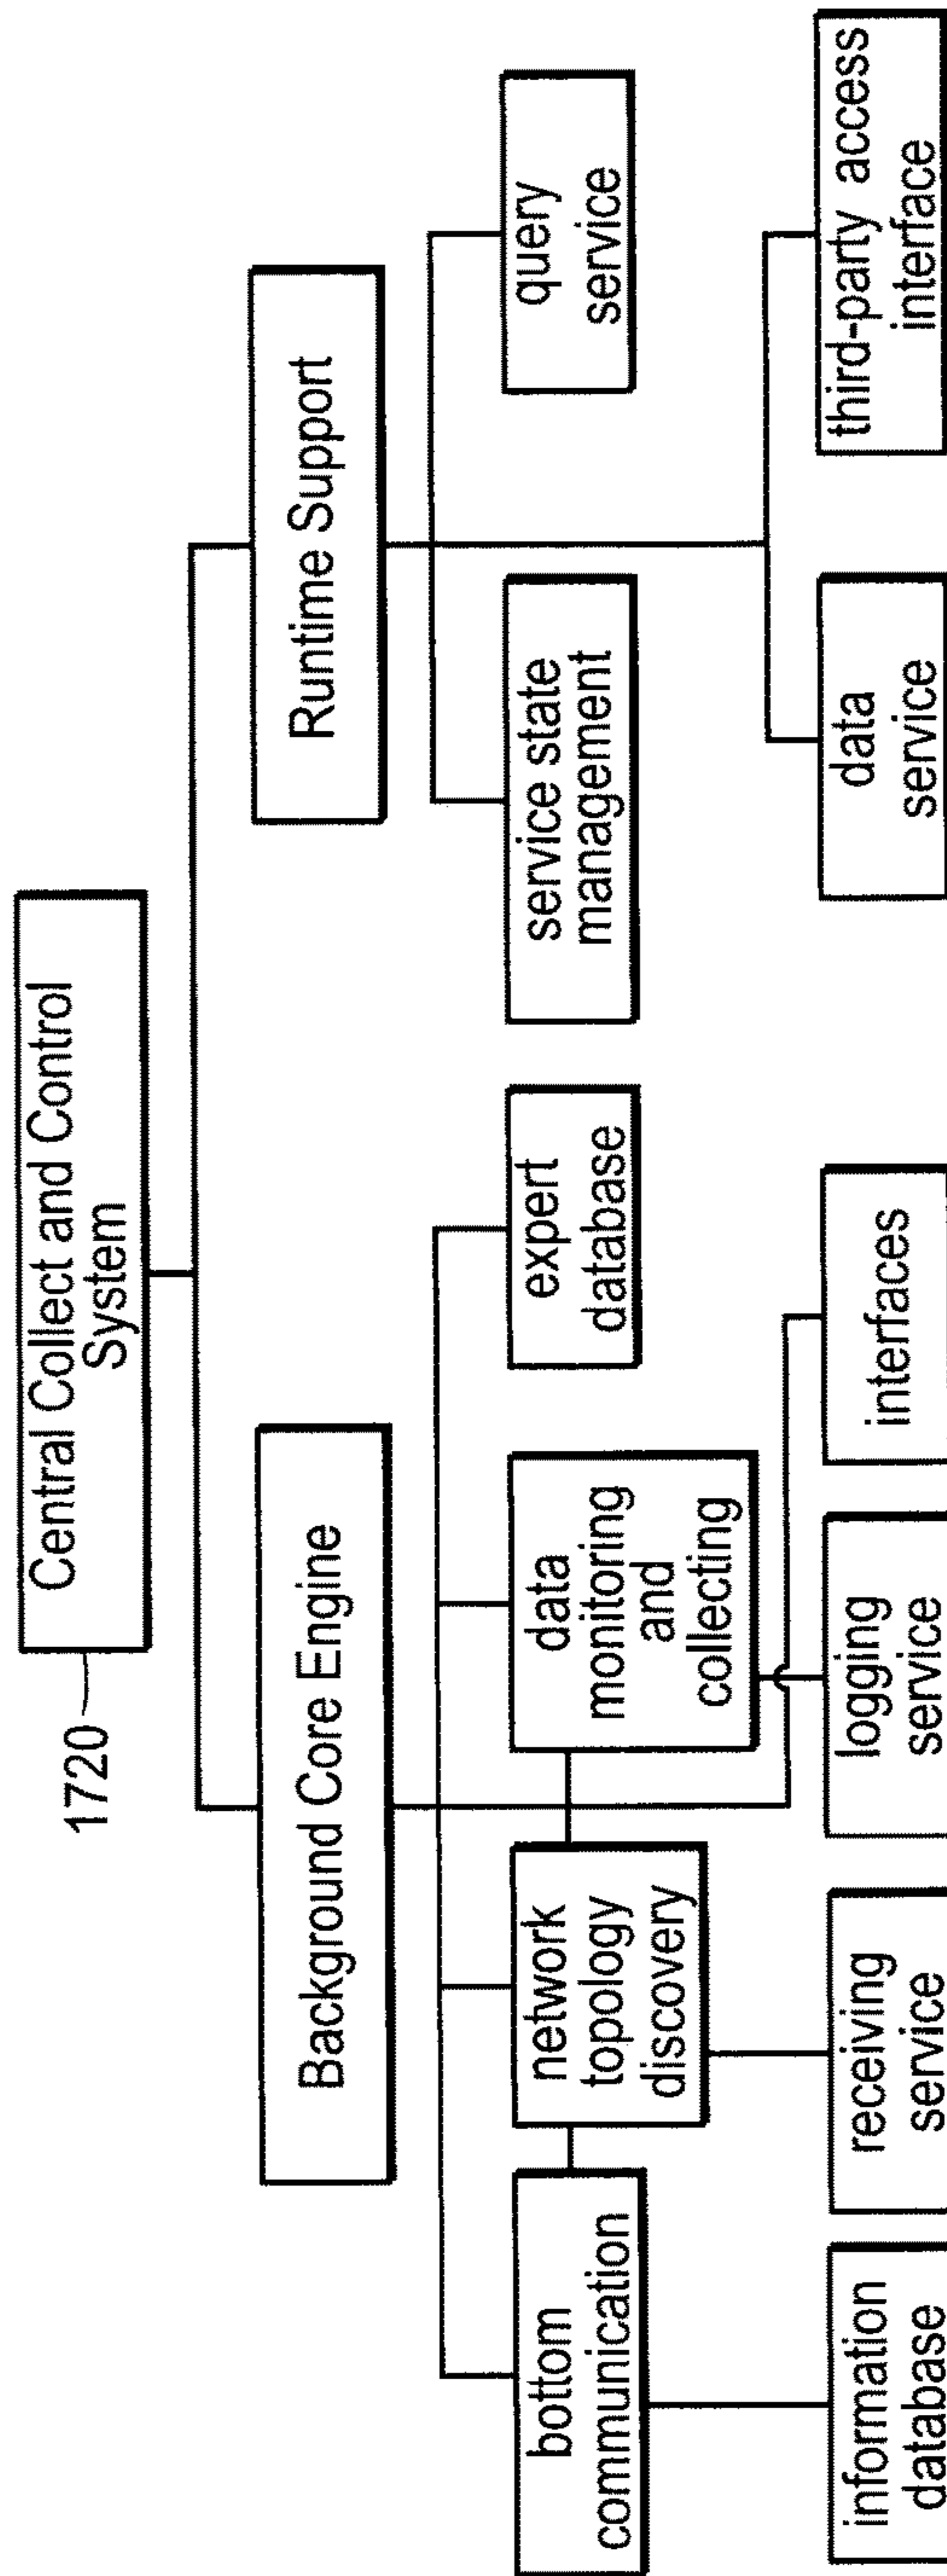 Central Collect and Control
System
1720
Background Core Engine
Runtime Support
bottom
communication
network
topology
discovery
data
monitoring
and
collecting
expert
database
service state
management
query
service
information
database
receiving
service
logging
service
interfaces
data
service
third-party access
interface